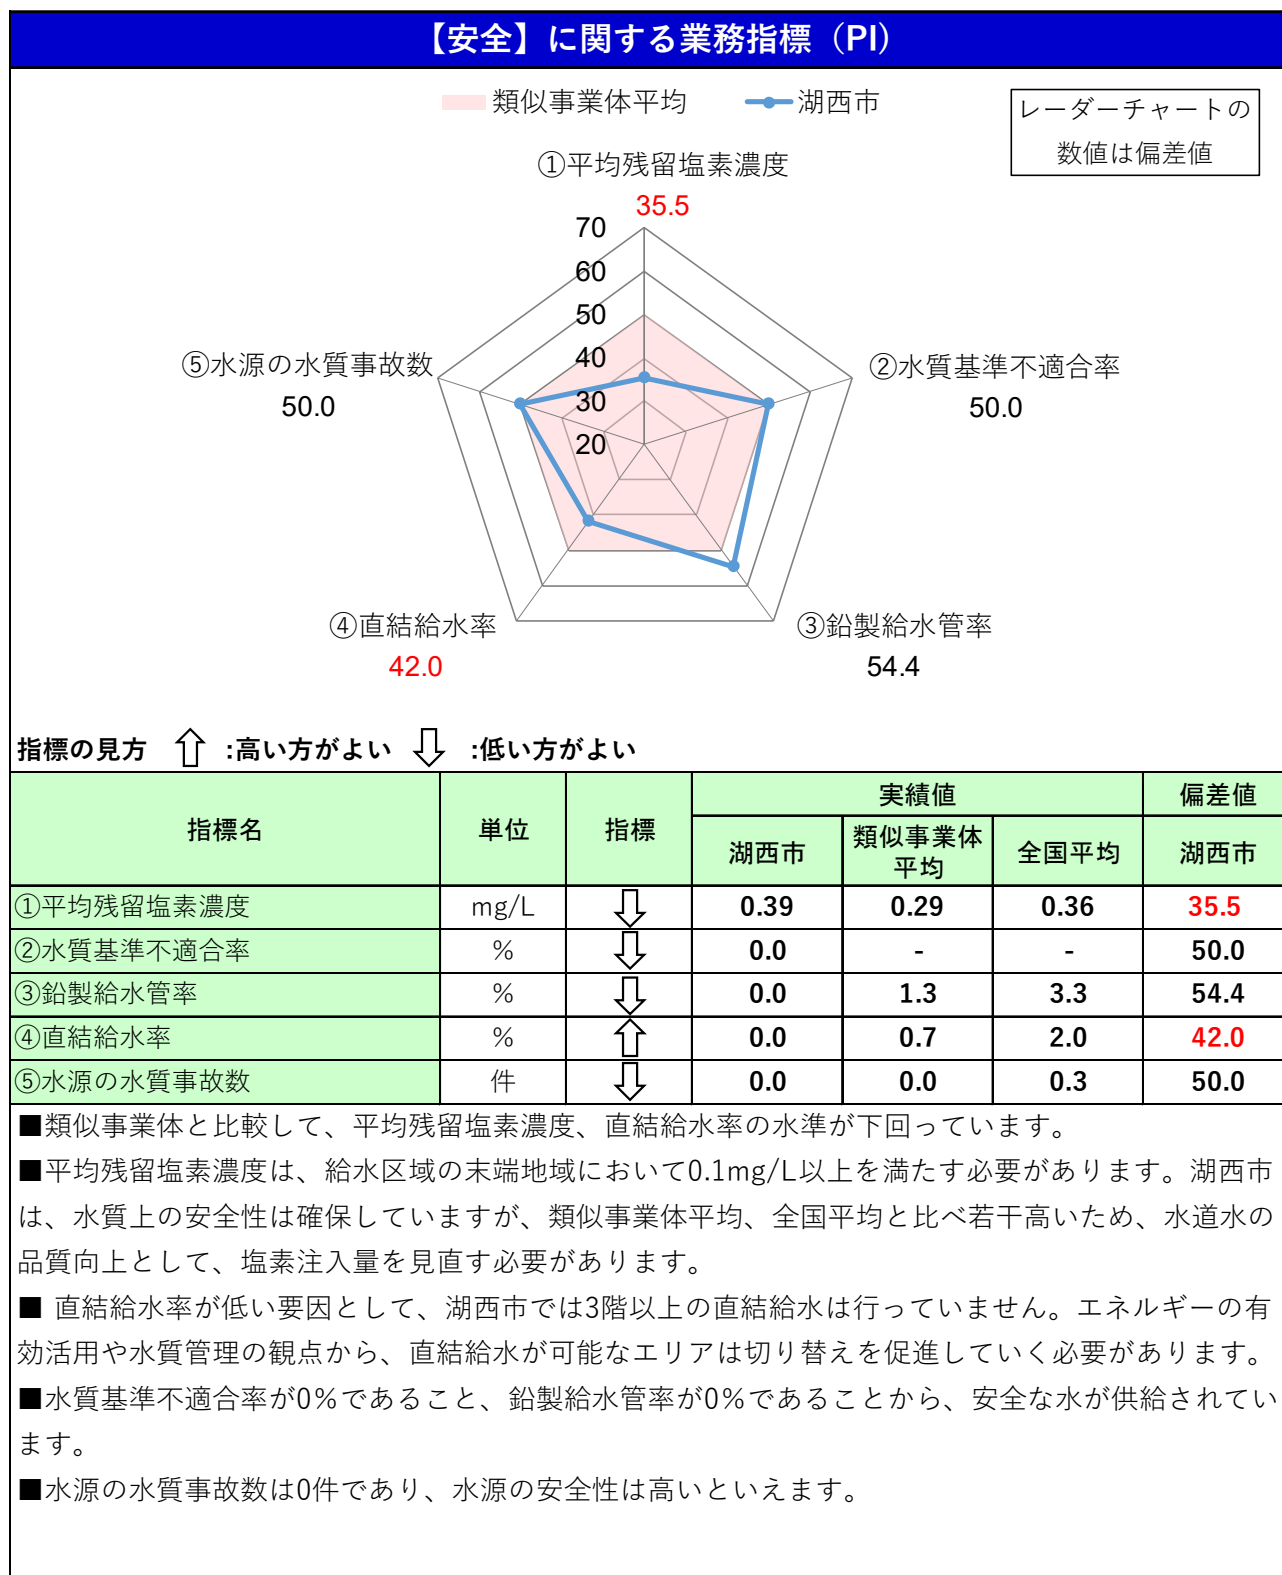 【安全】に関する業務指標（PI）
類似事業体平均
湖西市
レーダーチャートの
数値は偏差値
①平均残留塩素濃度
35.5
70
60
50
40
30
20
②水質基準不適合率
50.0
③鉛製給水管率
54.4
④直結給水率
42.0
⑤水源の水質事故数
50.0
指標の見方 ⇧ :高い方がよい ⇩ :低い方がよい
指標名 単位 指標 実績値 偏差値
湖西市 類似事業体 全国平均 湖西市
平均
①平均残留塩素濃度 mg/L ⇩ 0.39 0.29 0.36 35.5
②水質基準不適合率 % ⇩ 0.0 - - 50.0
③鉛製給水管率 % ⇩ 0.0 1.3 3.3 54.4
④直結給水率 % ⇧ 0.0 0.7 2.0 42.0
⑤水源の水質事故数 件 ⇩ 0.0 0.0 0.3 50.0
■類似事業体と比較して、平均残留塩素濃度、直結給水率の水準が下回っています。
■平均残留塩素濃度は、給水区域の末端地域において0.1mg/L以上を満たす必要があります。湖西市
は、水質上の安全性は確保していますが、類似事業体平均、全国平均と比べ若干高いため、水道水の
品質向上として、塩素注入量を見直す必要があります。
■ 直結給水率が低い要因として、湖西市では3階以上の直結給水は行っていません。エネルギーの有
効活用や水質管理の観点から、直結給水が可能なエリアは切り替えを促進していく必要があります。
■水質基準不適合率が0%であること、鉛製給水管率が0%であることから、安全な水が供給されてい
ます。
■水源の水質事故数は0件であり、水源の安全性は高いといえます。